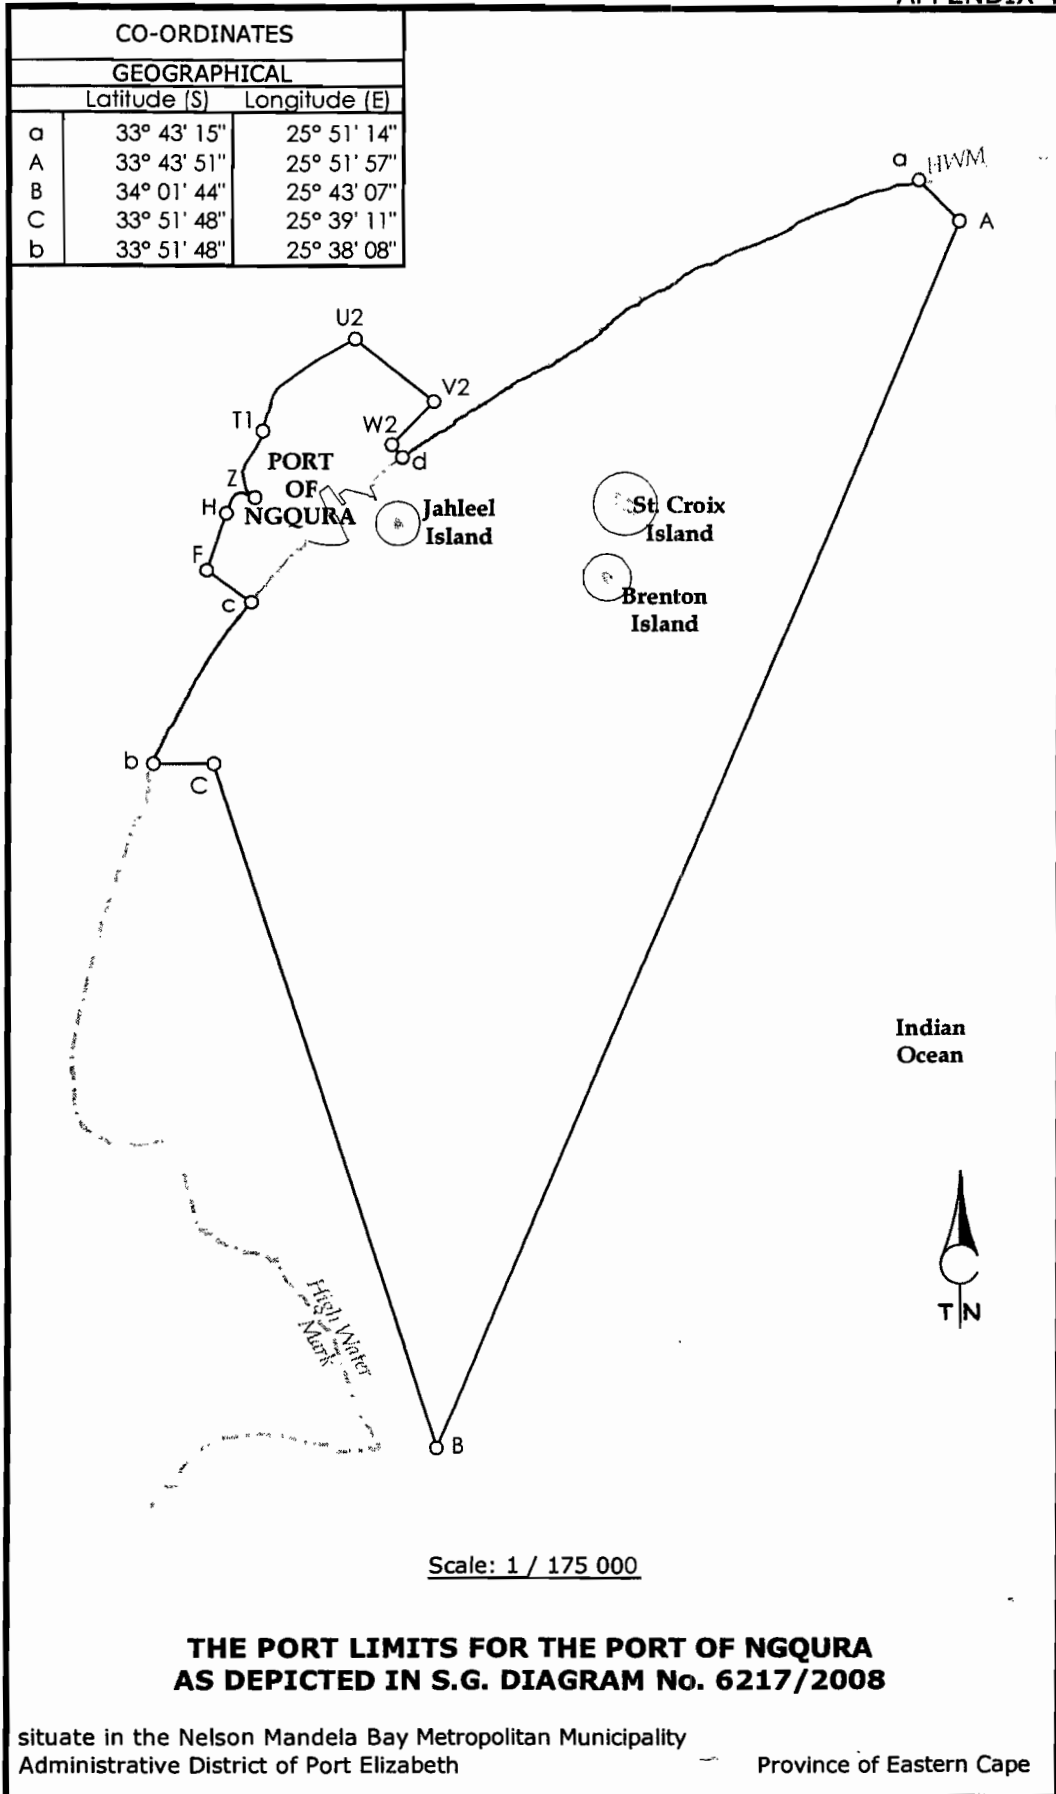 CO-ORDINATES
GEOGRAPHICAL
Latitude (S) Longitude (E)
a 33° 43' 15" 25° 51' 14"
A 33° 43' 51" 25° 51' 57"
B 34° 01' 44" 25° 43' 07"
C 33° 51' 48" 25° 39' 11"
b 33° 51' 48" 25° 38' 08"
a HWM
A
U2
V2
T1
W2
d
Z
PORT
OF
NGQURA
H
Jahleel
Island
St. Croix
Island
F
c
Brenton
Island
b
C
Indian
Ocean
T N
High Water
Mark
B
Scale: 1 / 175 000
THE PORT LIMITS FOR THE PORT OF NGQURA
AS DEPICTED IN S.G. DIAGRAM No. 6217/2008
situate in the Nelson Mandela Bay Metropolitan Municipality
Administrative District of Port Elizabeth Province of Eastern Cape